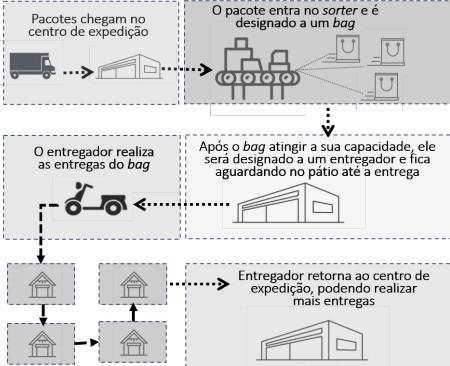 Pacotes chegam no
centro de expedição
O pacote entra no sorter e é
designado a um bag
Após o bag atingir a sua capacidade, ele
será designado a um entregador e fica
aguardando no pátio até a entrega
O entregador realiza
as entregas do bag
Entregador retorna ao centro de
expedição, podendo realizar
mais entregas